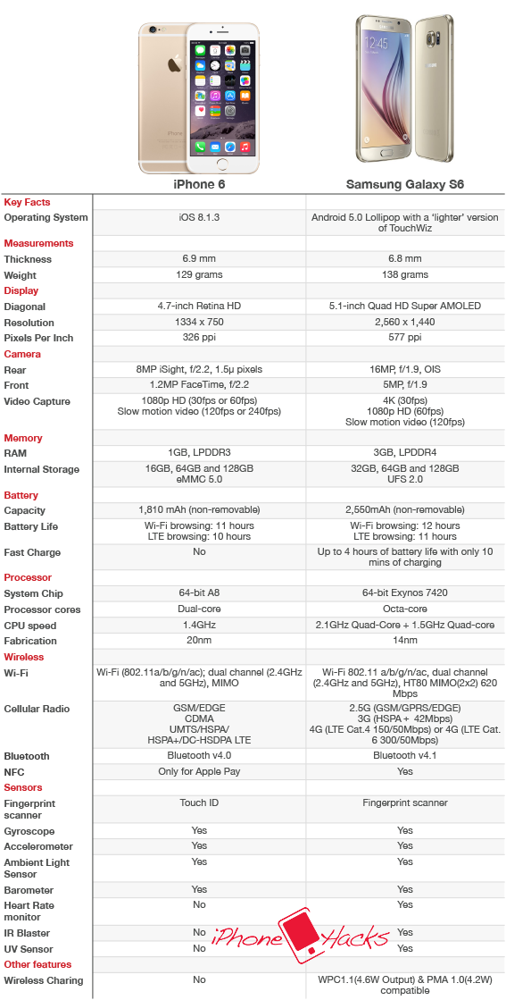 12:45
SAMSUNG
iPhone
iPhone 6
Samsung Galaxy S6
Key Facts
Operating System
iOS 8.1.3
Android 5.0 Lollipop with a ‘lighter’ version
of TouchWiz
Measurements
Thickness
6.9 mm
6.8 mm
Weight
129 grams
138 grams
Display
Diagonal
4.7-inch Retina HD
5.1-inch Quad HD Super AMOLED
Resolution
1334 x 750
2,560 x 1,440
Pixels Per Inch
326 ppi
577 ppi
Camera
Rear
8MP iSight, f/2.2, 1.5µ pixels
16MP, f/1.9, OIS
Front
1.2MP FaceTime, f/2.2
5MP, f/1.9
Video Capture
1080p HD (30fps or 60fps)
Slow motion video (120fps or 240fps)
4K (30fps)
1080p HD (60fps)
Slow motion video (120fps)
Memory
RAM
1GB, LPDDR3
3GB, LPDDR4
Internal Storage
16GB, 64GB and 128GB
eMMC 5.0
32GB, 64GB and 128GB
UFS 2.0
Battery
Capacity
1,810 mAh (non-removable)
2,550mAh (non-removable)
Battery Life
Wi-Fi browsing: 11 hours
LTE browsing: 10 hours
Wi-Fi browsing: 12 hours
LTE browsing: 11 hours
Fast Charge
No
Up to 4 hours of battery life with only 10
mins of charging
Processor
System Chip
64-bit A8
64-bit Exynos 7420
Processor cores
Dual-core
Octa-core
CPU speed
1.4GHz
2.1GHz Quad-Core + 1.5GHz Quad-core
Fabrication
20nm
14nm
Wireless
Wi-Fi
Wi-Fi (802.11a/b/g/n/ac); dual channel (2.4GHz
and 5GHz), MIMO
Wi-Fi 802.11 a/b/g/n/ac, dual channel
(2.4GHz and 5GHz), HT80 MIMO(2x2) 620
Mbps
Cellular Radio
GSM/EDGE
CDMA
UMTS/HSPA/
HSPA+/DC-HSDPA LTE
2.5G (GSM/GPRS/EDGE)
3G (HSPA + 42Mbps)
4G (LTE Cat.4 150/50Mbps) or 4G (LTE Cat.
6 300/50Mbps)
Bluetooth
Bluetooth v4.0
Bluetooth v4.1
NFC
Only for Apple Pay
Yes
Sensors
Fingerprint
scanner
Touch ID
Fingerprint scanner
Gyroscope
Yes
Yes
Accelerometer
Yes
Yes
Ambient Light
Sensor
Yes
Yes
Barometer
Yes
Yes
Heart Rate
monitor
No
Yes
IR Blaster
No
Yes
iPhone Hacks
UV Sensor
No
Yes
Other features
Wireless Charing
No
WPC1.1(4.6W Output) & PMA 1.0(4.2W)
compatible